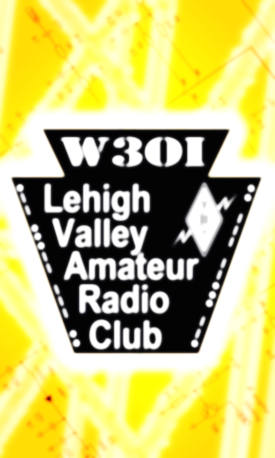 W3OI
Lehigh
Valley
Amateur
Radio
Club